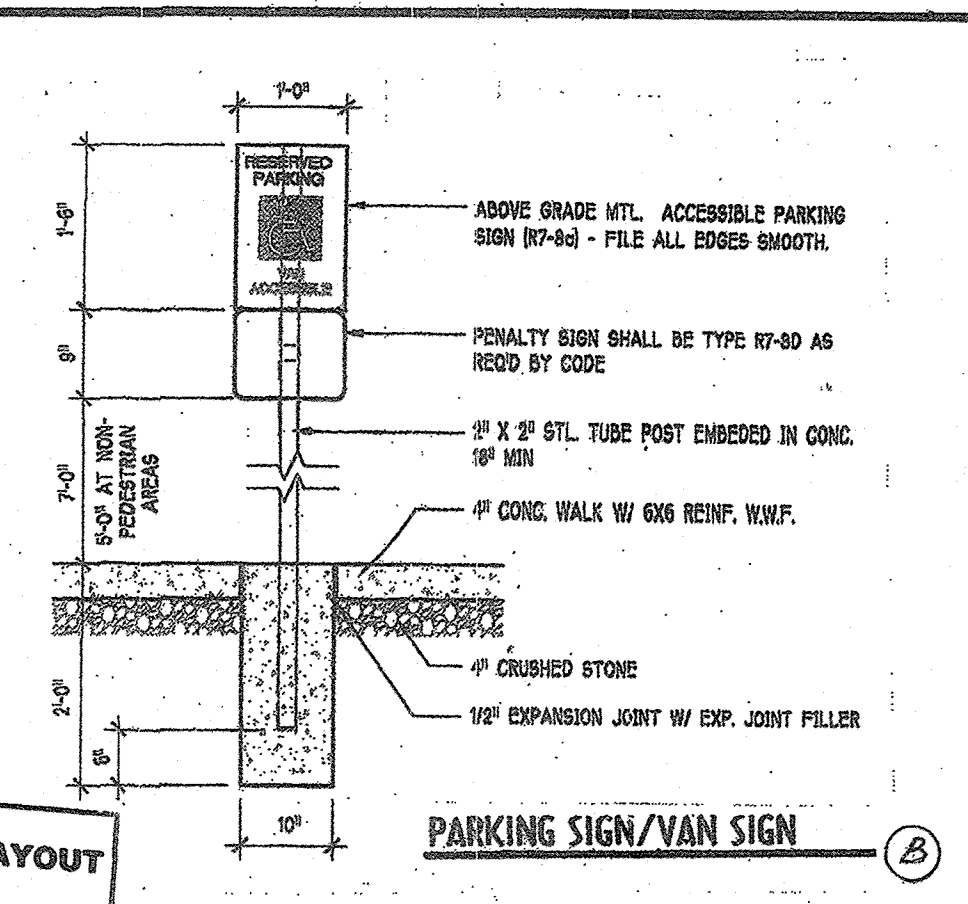 1'-0"
RESERVED
PARKING
VAN
ACCESSIBLE
1'-6"
ABOVE GRADE MTL. ACCESSIBLE PARKING
SIGN (R7-8c) - FILE ALL EDGES SMOOTH.
9"
PENALTY SIGN SHALL BE TYPE R7-8D AS
REQ'D BY CODE
7'-0"
5'-0" AT NON-
PEDESTRIAN
AREAS
2" X 2" STL. TUBE POST EMBEDED IN CONC.
18" MIN
4" CONC. WALK W/ 6X6 REINF. W.W.F.
4" CRUSHED STONE
1/2" EXPANSION JOINT W/ EXP. JOINT FILLER
2'-0"
6"
10"
PARKING SIGN/VAN SIGN
B
AYOUT